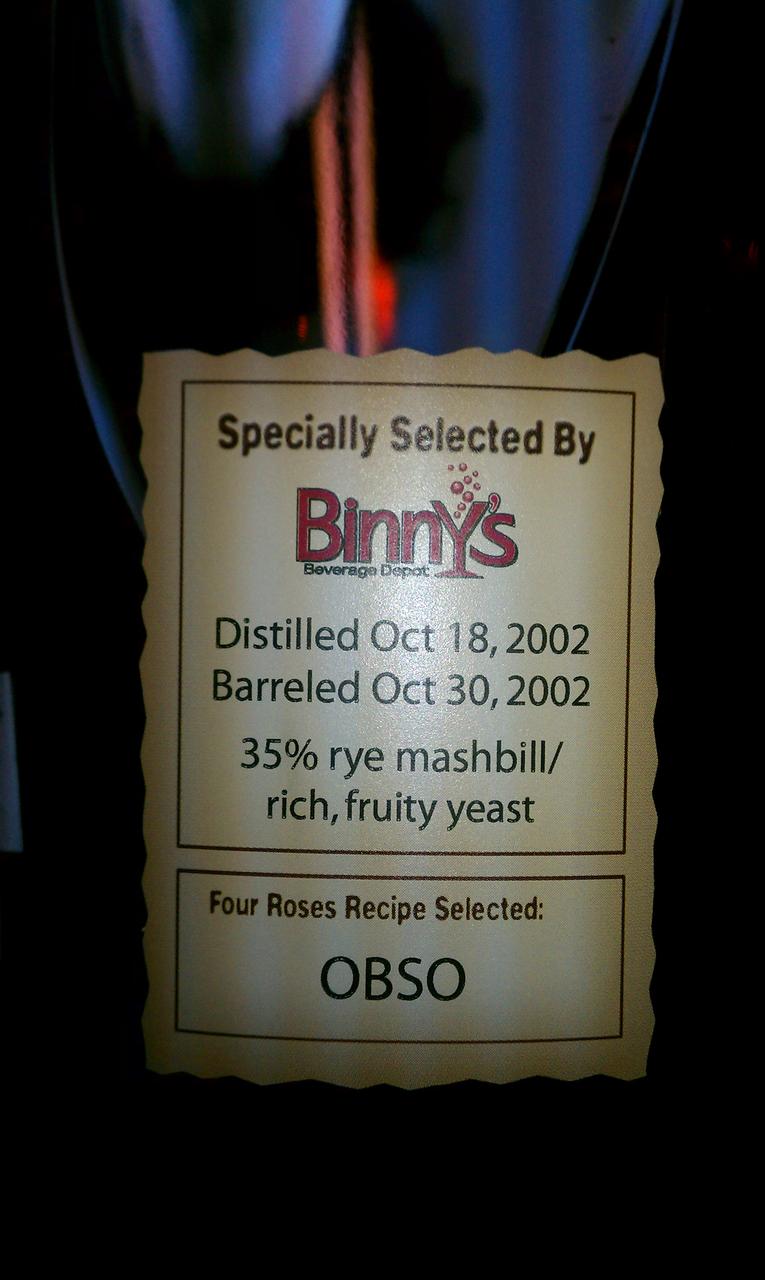 Specially Selected By
BinnY's
Beverage Depot
Distilled Oct 18, 2002
Barreled Oct 30, 2002
35% rye mashbill/
rich, fruity yeast
Four Roses Recipe Selected:
OBSO